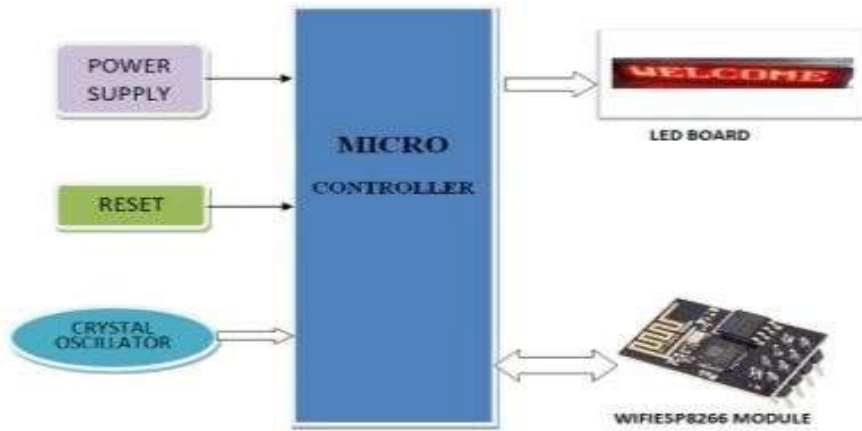 POWER
SUPPLY
RESET
CRYSTAL
OSCILLATOR
MICRO
CONTROLLER
WELCOME
LED BOARD
WIFIESP8266 MODULE